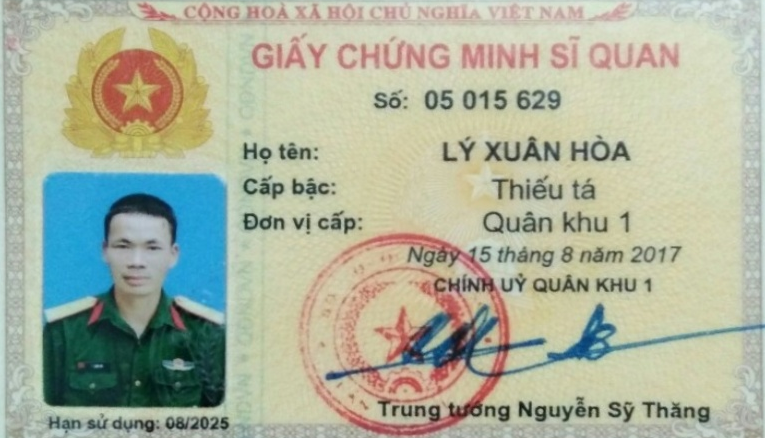 CỘNG HOÀ XÃ HỘI CHỦ NGHĨA VIỆT NAM
GIẤY CHỨNG MINH SĨ QUAN
Số: 05 015 629
Họ tên: LÝ XUÂN HÒA
Cấp bậc: Thiếu tá
Đơn vị cấp: Quân khu 1
Ngày 15 tháng 8 năm 2017
CHÍNH UỶ QUÂN KHU 1
Trung tướng Nguyễn Sỹ Thăng
Hạn sử dụng: 08/2025